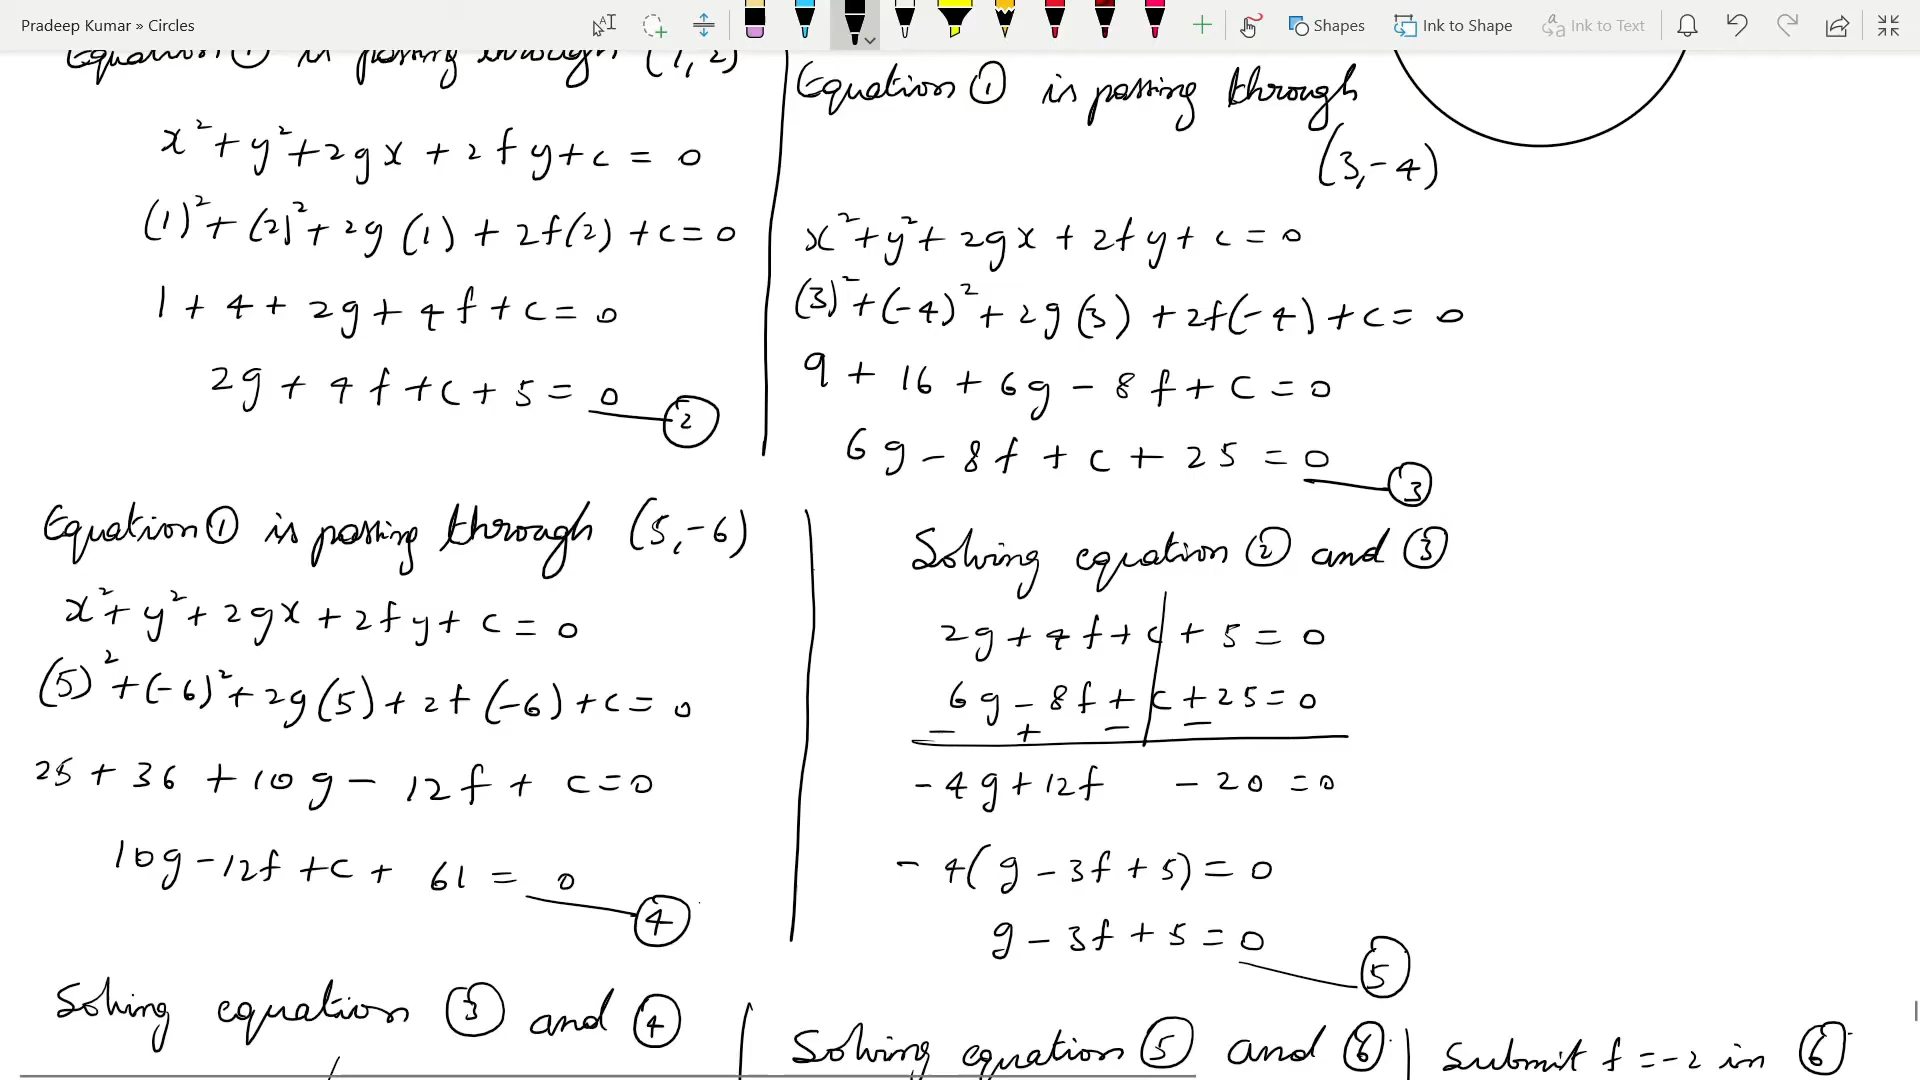 Pradeep Kumar » Circles
Shapes
Ink to Shape
Ink to Text
Equation ① is passing through (1, 2)
x² + y² + 2gx + 2fy + c = 0
(1)² + (2)² + 2g (1) + 2f(2) + c = 0
1 + 4 + 2g + 4f + c = 0
2g + 4f + c + 5 = 0 ②
Equation ① is passing through
(3, -4)
x² + y² + 2gx + 2fy + c = 0
(3)² + (-4)² + 2g (3) + 2f(-4) + c = 0
9 + 16 + 6g - 8f + c = 0
6g - 8f + c + 25 = 0 ③
Equation ① is passing through (5, -6)
x² + y² + 2gx + 2fy + c = 0
(5)² + (-6)² + 2g (5) + 2f (-6) + c = 0
25 + 36 + 10g - 12f + c = 0
10g - 12f + c + 61 = 0 ④
Solving equation ② and ③
2g + 4f + c + 5 = 0
6g - 8f + c + 25 = 0
- + - -
-4g + 12f - 20 = 0
-4(g - 3f + 5) = 0
g - 3f + 5 = 0 ⑤
Solving equation ③ and ④
Solving equation ⑤ and ⑥
Submit f = -2 in ⑥